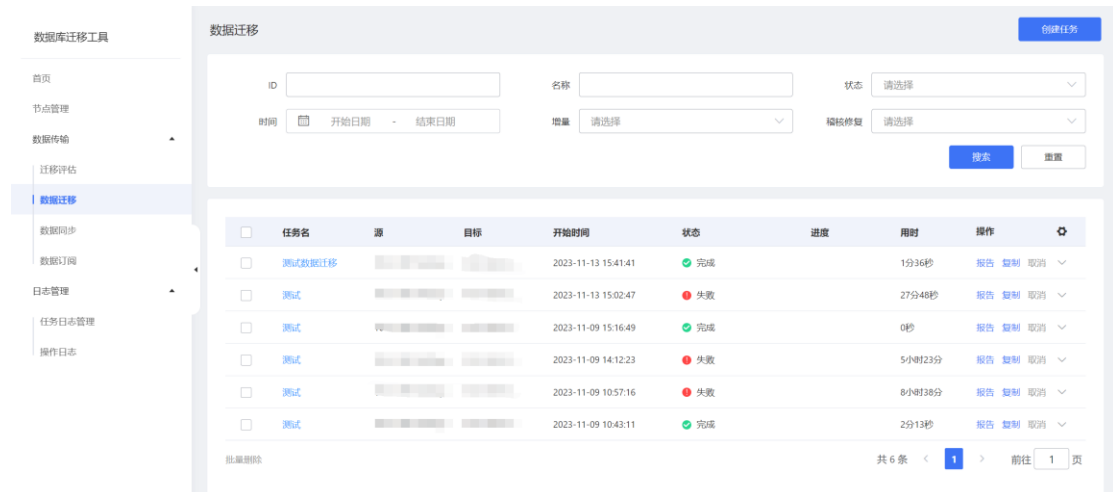 数据库迁移工具
首页
节点管理
数据传输
迁移评估
数据迁移
数据同步
数据订阅
日志管理
任务日志管理
操作日志
数据迁移 创建任务
ID 名称 状态 请选择
时间 开始日期 - 结束日期 增量 请选择 稽核修复 请选择
搜索 重置
任务名 源 目标 开始时间 状态 进度 用时 操作
测试数据迁移 2023-11-13 15:41:41 完成 1分36秒 报告 复制 取消
测试 2023-11-13 15:02:47 失败 27分48秒 报告 复制 取消
测试 2023-11-09 15:16:49 完成 0秒 报告 复制 取消
测试 2023-11-09 14:12:23 失败 5小时23分 报告 复制 取消
测试 2023-11-09 10:57:16 失败 8小时38分 报告 复制 取消
测试 2023-11-09 10:43:11 完成 2分13秒 报告 复制 取消
批量删除 共 6 条 1 前往 1 页